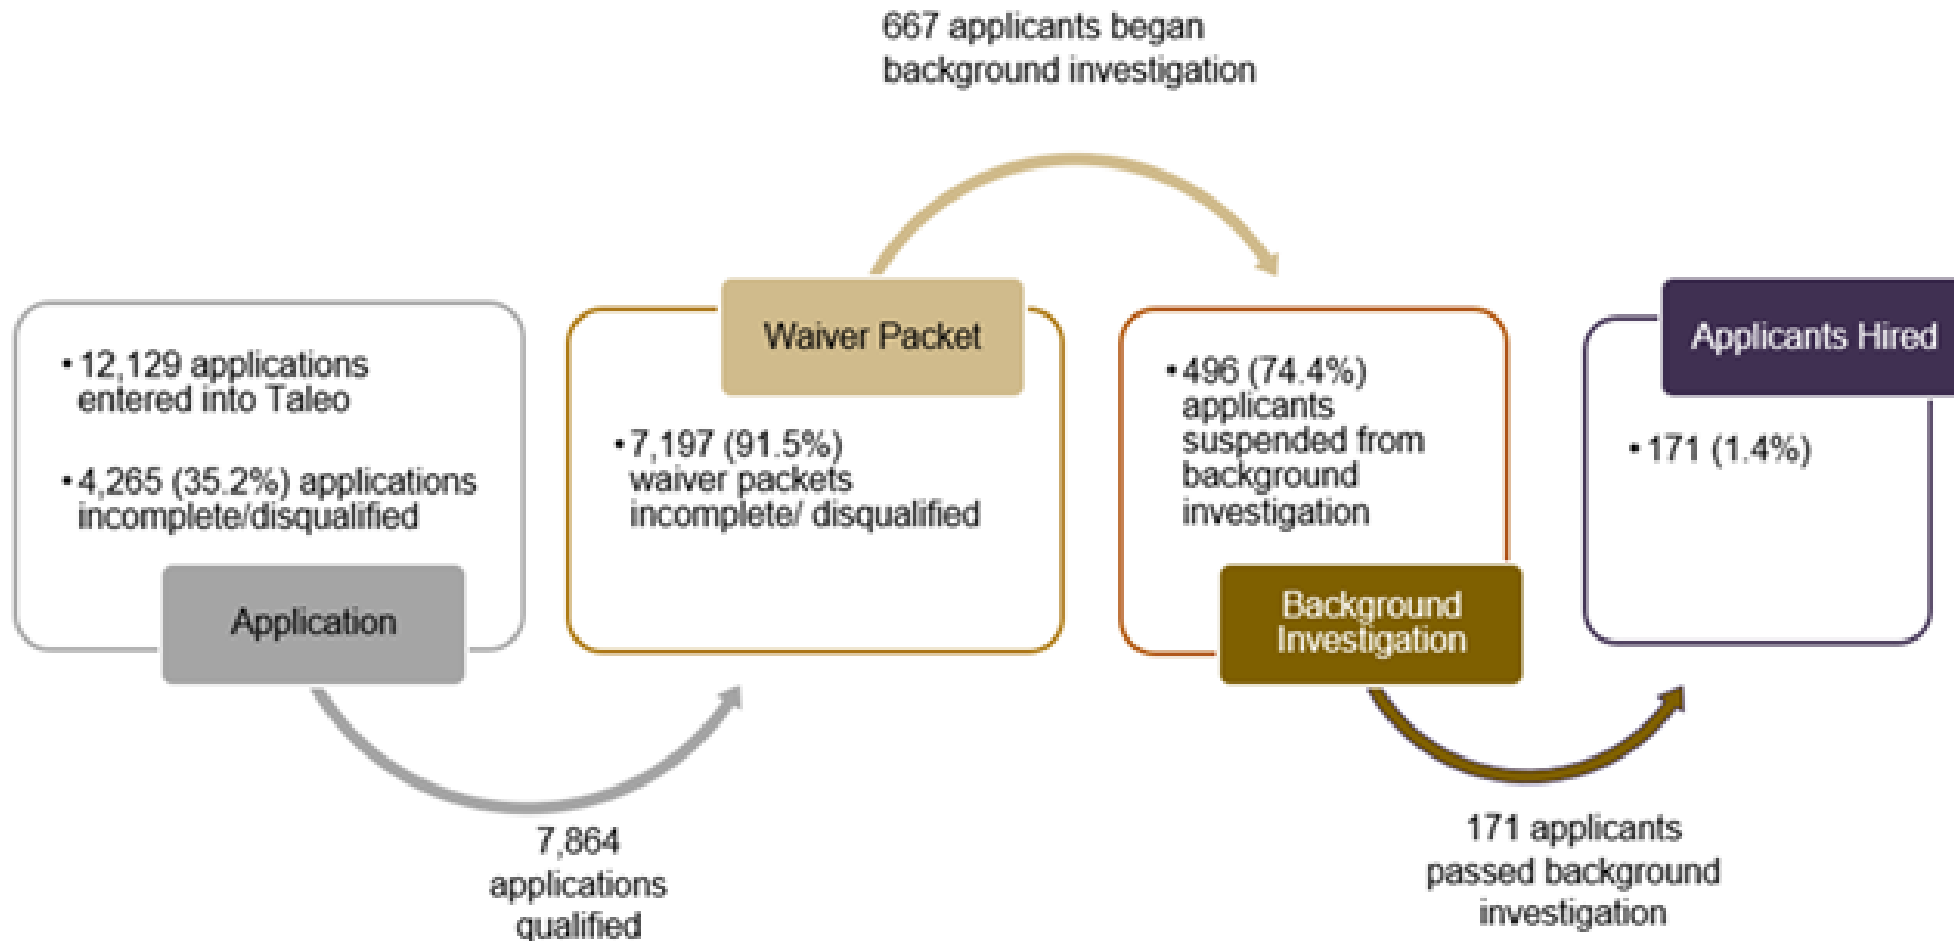 667 applicants began
background investigation
• 12,129 applications
entered into Taleo
• 4,265 (35.2%) applications
incomplete/disqualified
Application
7,864
applications
qualified
Waiver Packet
• 7,197 (91.5%)
waiver packets
incomplete/ disqualified
• 496 (74.4%)
applicants
suspended from
background
investigation
Background
Investigation
171 applicants
passed background
investigation
Applicants Hired
• 171 (1.4%)